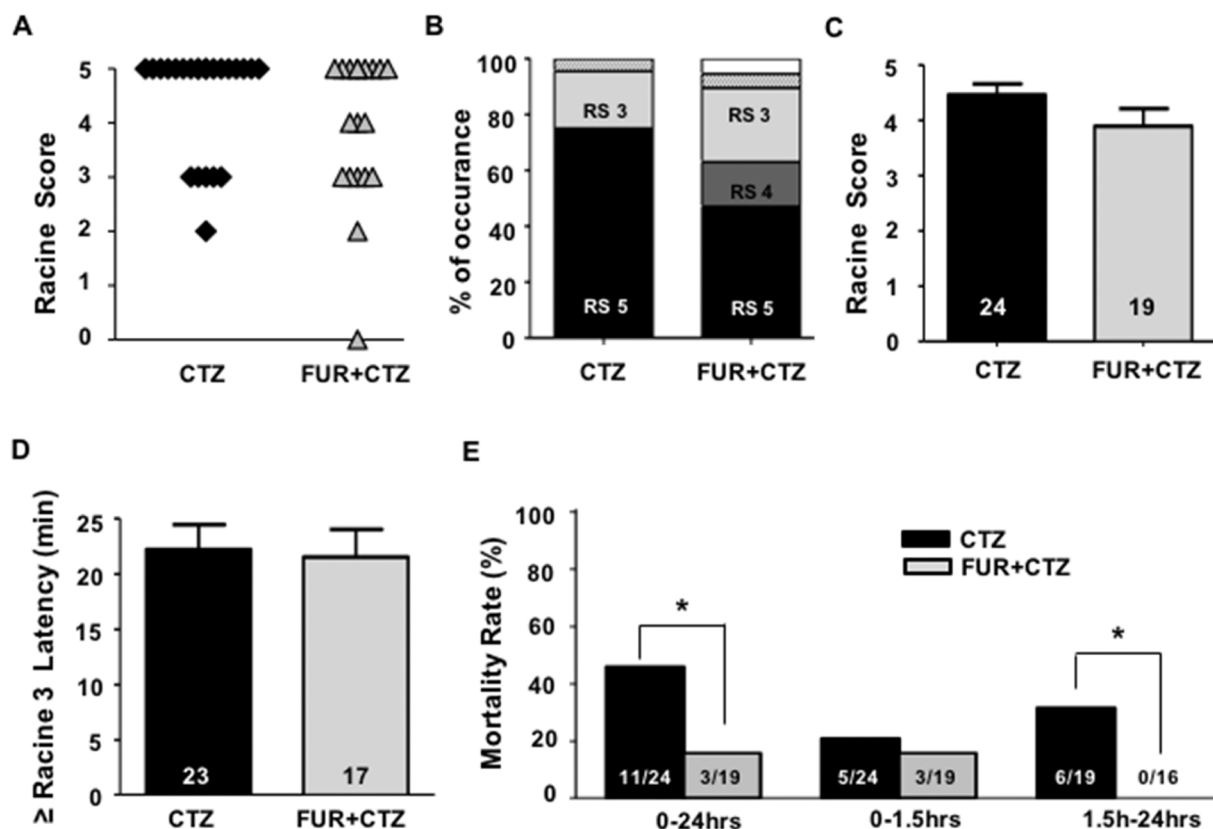 A
Racine Score
5
4
3
2
1
0
CTZ
FUR+CTZ
B
% of occurance
100
80
60
40
20
0
RS 3
RS 5
RS 3
RS 4
RS 5
CTZ
FUR+CTZ
C
Racine Score
5
4
3
2
1
0
24
19
CTZ
FUR+CTZ
D
≥ Racine 3 Latency (min)
25
20
15
10
5
0
23
17
CTZ
FUR+CTZ
E
Mortality Rate (%)
100
80
60
40
20
0
CTZ
FUR+CTZ
*
*
11/24
3/19
5/24
3/19
6/19
0/16
0-24hrs
0-1.5hrs
1.5h-24hrs